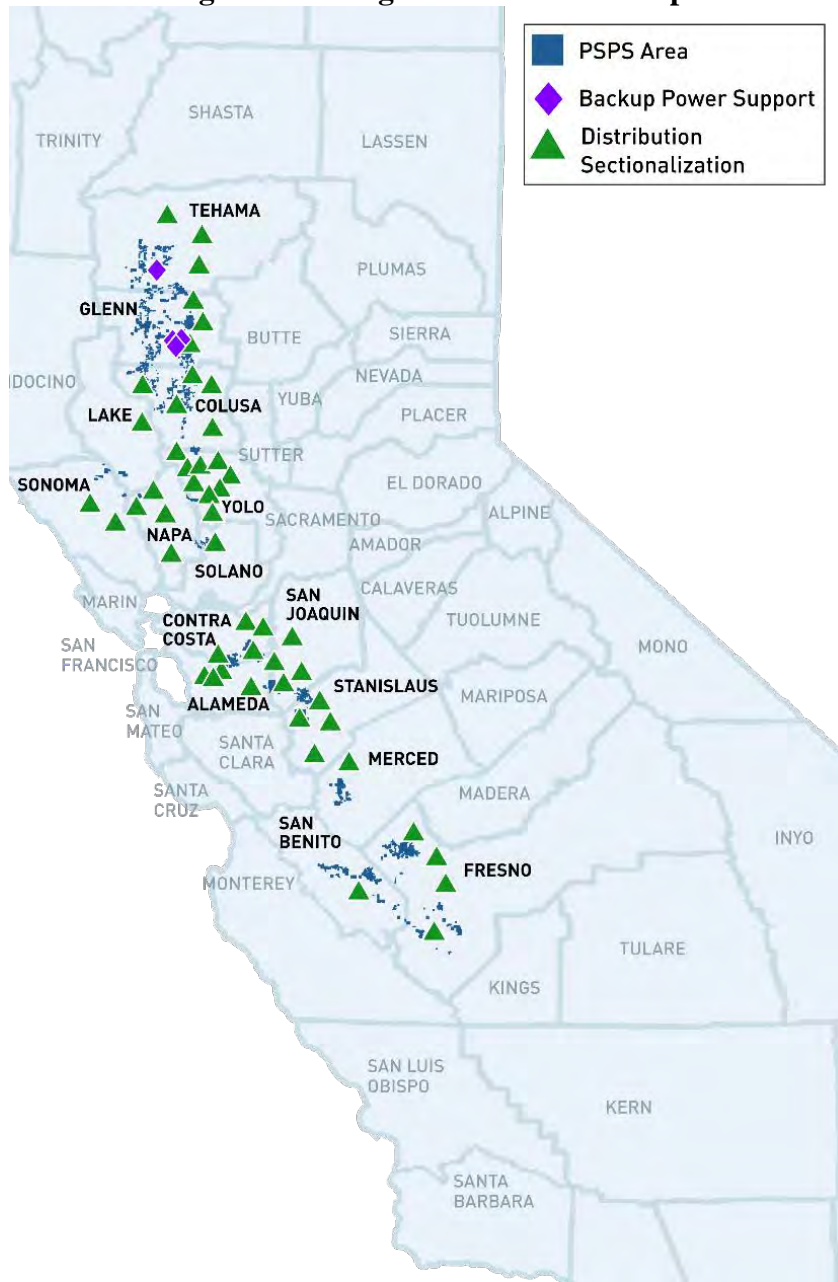 PSPS Area
Backup Power Support
Distribution
Sectionalization
SHASTA
TRINITY
LASSEN
TEHAMA
PLUMAS
GLENN
BUTTE
SIERRA
NEVADA
DOCINO
YUBA
COLUSA
LAKE
PLACER
SUTTER
SONOMA
EL DORADO
YOLO
SACRAMENTO
ALPINE
NAPA
AMADOR
SOLANO
CALAVERAS
MARIN
SAN
JOAQUIN
CONTRA
COSTA
TUOLUMNE
SAN
FRANCISCO
MONO
STANISLAUS
ALAMEDA
MARIPOSA
SAN
MATEO
SANTA
CLARA
MERCED
SANTA
CRUZ
MADERA
SAN
BENITO
INYO
FRESNO
MONTEREY
TULARE
KINGS
SAN LUIS
OBISPO
KERN
SANTA
BARBARA